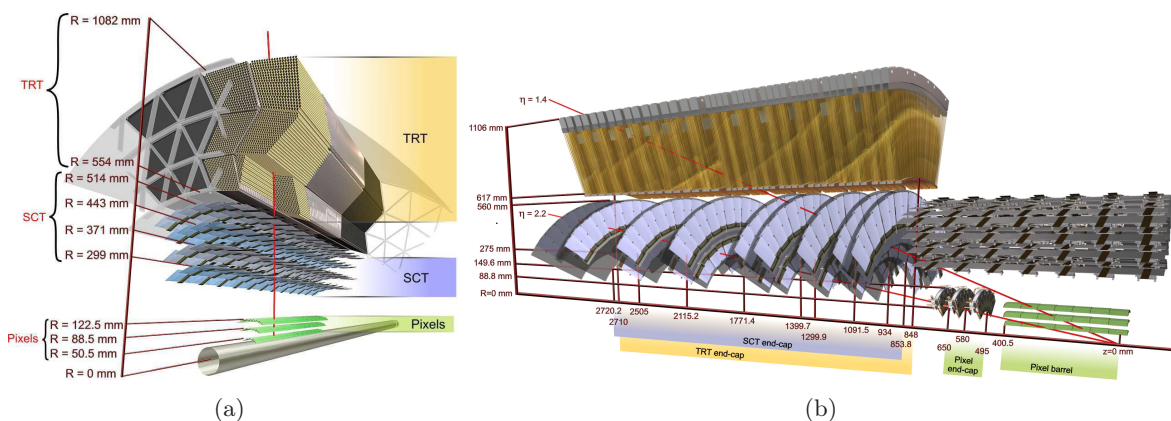 R = 1082 mm
TRT
R = 554 mm
R = 514 mm
R = 443 mm
SCT
R = 371 mm
R = 299 mm
R = 122.5 mm
Pixels
R = 88.5 mm
R = 50.5 mm
R = 0 mm
TRT
SCT
Pixels
(a)
η = 1.4
1106 mm
617 mm
560 mm
η = 2.2
275 mm
149.6 mm
88.8 mm
R=0 mm
2720.2
2710
2505
2115.2
1771.4
1399.7
1299.9
1091.5
934
853.8
848
650
580
495
400.5
z=0 mm
SCT end-cap
TRT end-cap
Pixel
end-cap
Pixel barrel
(b)